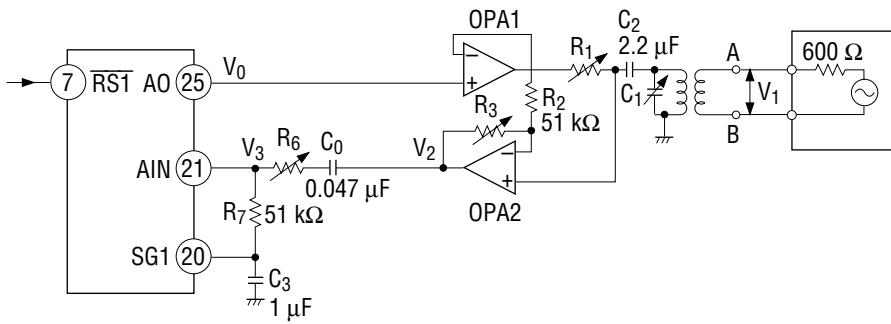 OPA1
C2
2.2 μF
R1
A
600 Ω
7
RS1
AO
25
V0
C1
V1
R2
51 kΩ
R3
B
V3
R6
C0
V2
AIN
21
0.047 μF
OPA2
R7
51 kΩ
SG1
20
C3
1 μF